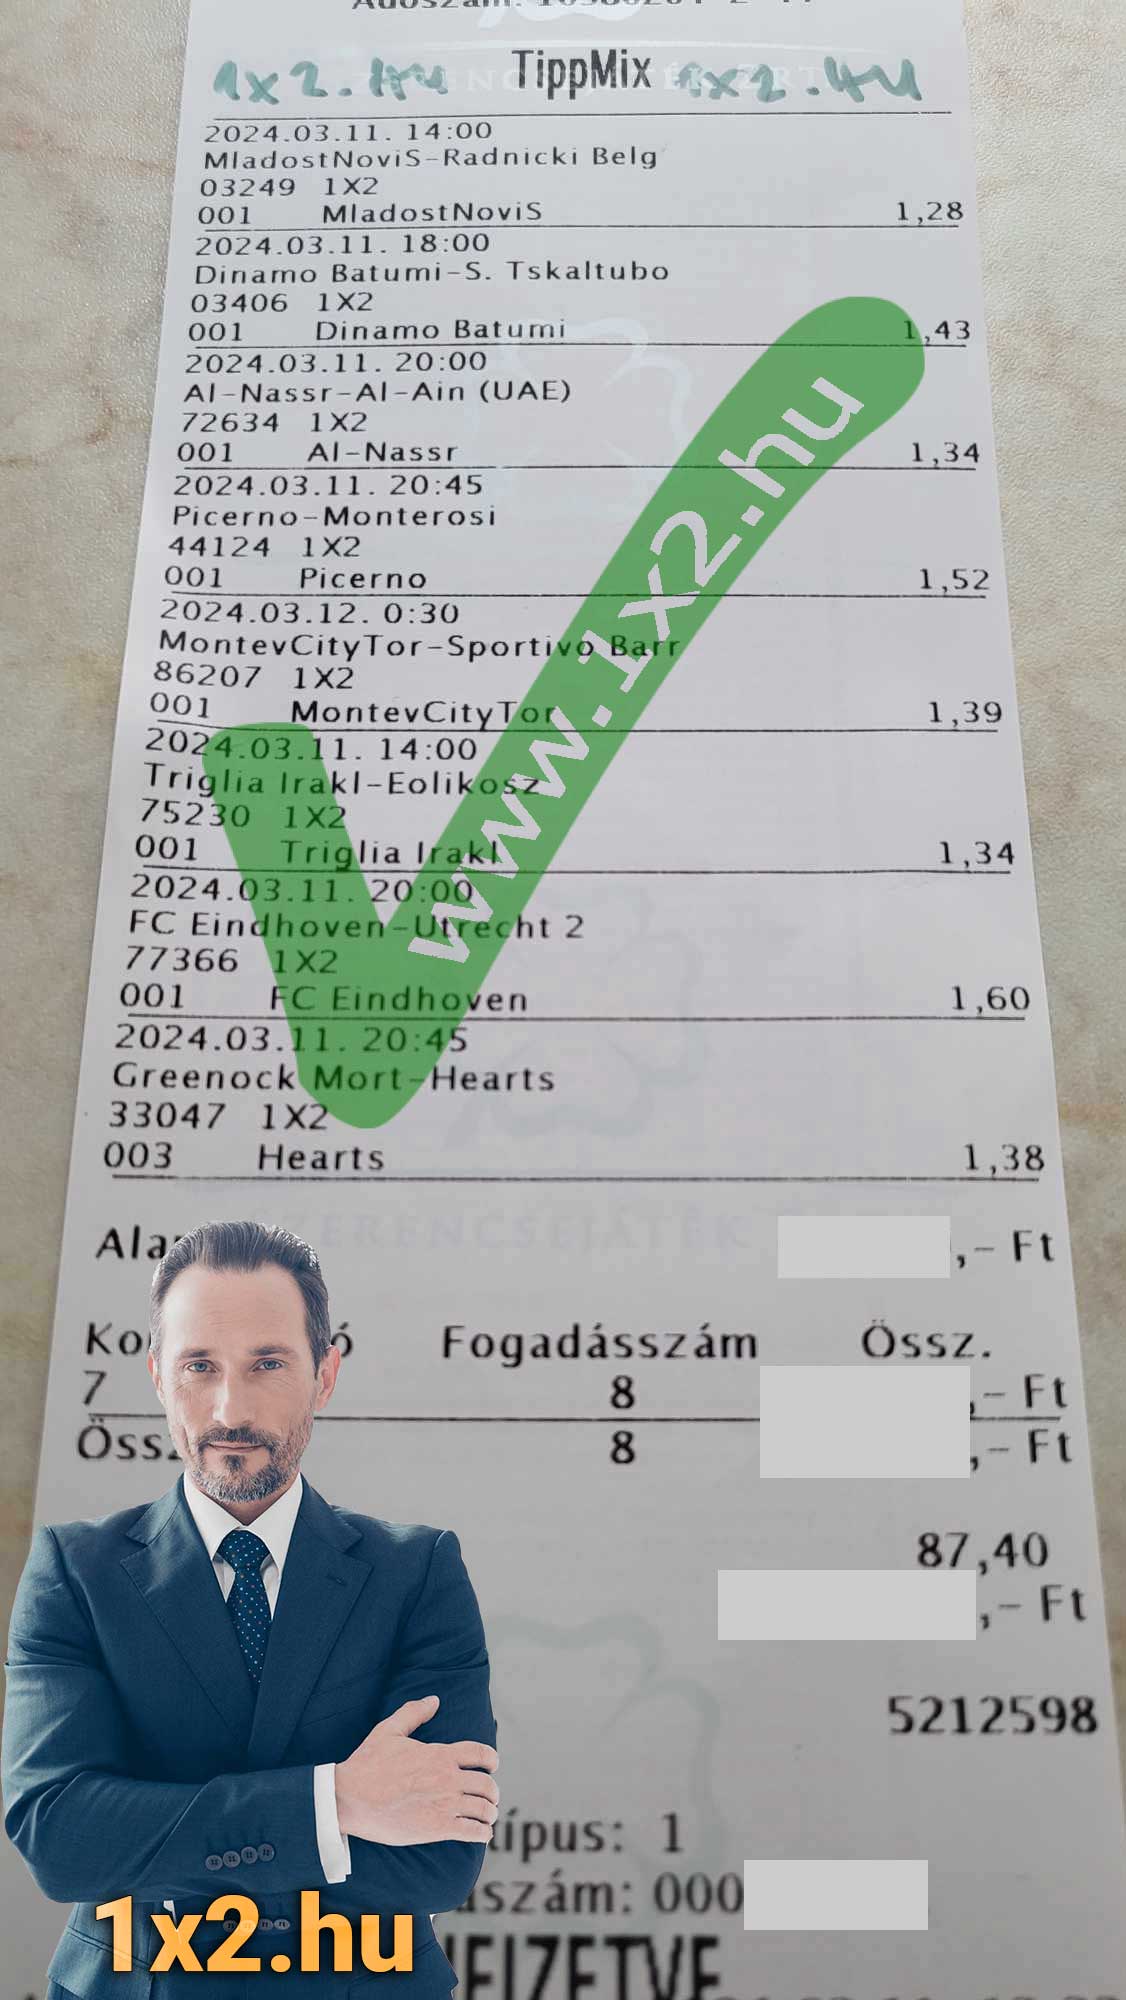 1x2.HU TippMix 1x2.HU
2024.03.11. 14:00
MladostNoviS-Radnicki Belg
03249 1X2
001 MladostNoviS 1,28
2024.03.11. 18:00
Dinamo Batumi-S. Tskaltubo
03406 1X2
001 Dinamo Batumi 1,43
2024.03.11. 20:00
Al-Nassr-Al-Ain (UAE)
72634 1X2
001 Al-Nassr 1,34
2024.03.11. 20:45
Picerno-Monterosi
44124 1X2
001 Picerno 1,52
2024.03.12. 0:30
MontevCityTor-Sportivo Barr
86207 1X2
001 MontevCityTor 1,39
2024.03.11. 14:00
Triglia Irakl-Eolikosz
75230 1X2
001 Triglia Irakl 1,34
2024.03.11. 20:00
FC Eindhoven-Utrecht 2
77366 1X2
001 FC Eindhoven 1,60
2024.03.11. 20:45
Greenock Mort-Hearts
33047 1X2
003 Hearts 1,38
www.1x2.hu
SZERENCSEJÁTÉK
,- Ft
Fogadásszám Össz.
7 8 ,- Ft
8 ,- Ft
87,40
,- Ft
5212598
típus: 1
szám: 000
1x2.hu